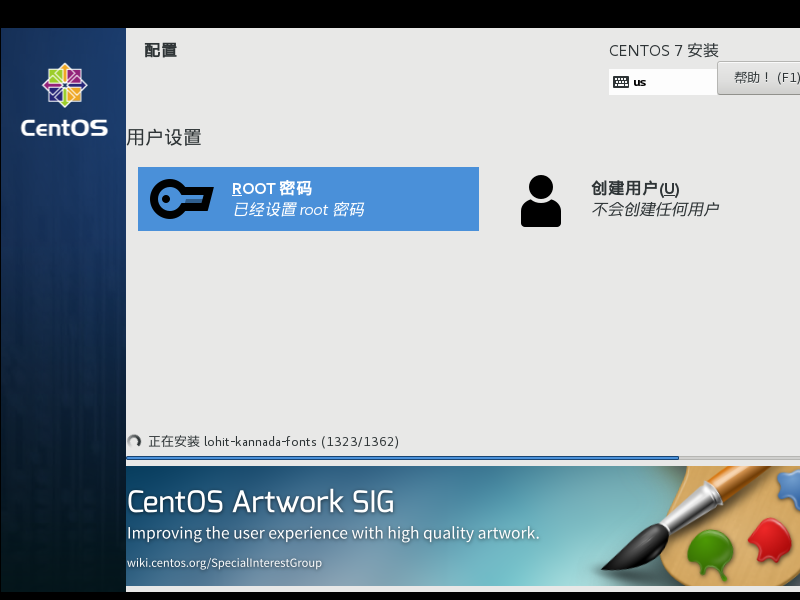 配置
CENTOS 7 安装
us
帮助！ (F1)
CentOS
用户设置
ROOT 密码
已经设置 root 密码
创建用户(U)
不会创建任何用户
正在安装 lohit-kannada-fonts (1323/1362)
CentOS Artwork SIG
Improving the user experience with high quality artwork.
wiki.centos.org/SpecialInterestGroup